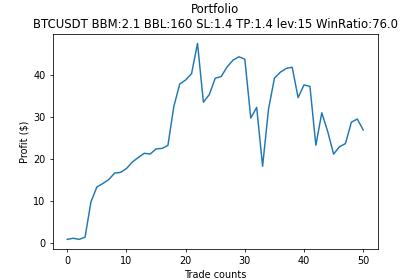 Portfolio
BTCUSDT BBM:2.1 BBL:160 SL:1.4 TP:1.4 lev:15 WinRatio:76.0
40
30
20
10
0
Profit ($)
0 10 20 30 40 50
Trade counts